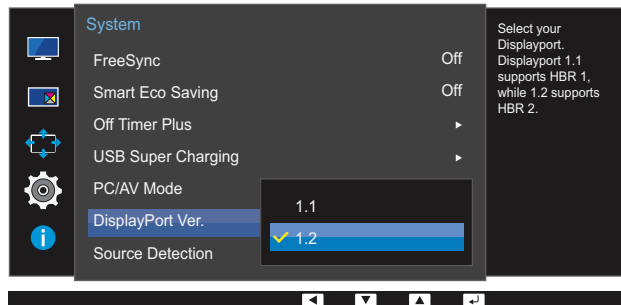 System
FreeSync Off
Smart Eco Saving Off
Off Timer Plus
USB Super Charging
PC/AV Mode
DisplayPort Ver.
Source Detection
1.1
1.2
Select your
Displayport.
Displayport 1.1
supports HBR 1,
while 1.2 supports
HBR 2.